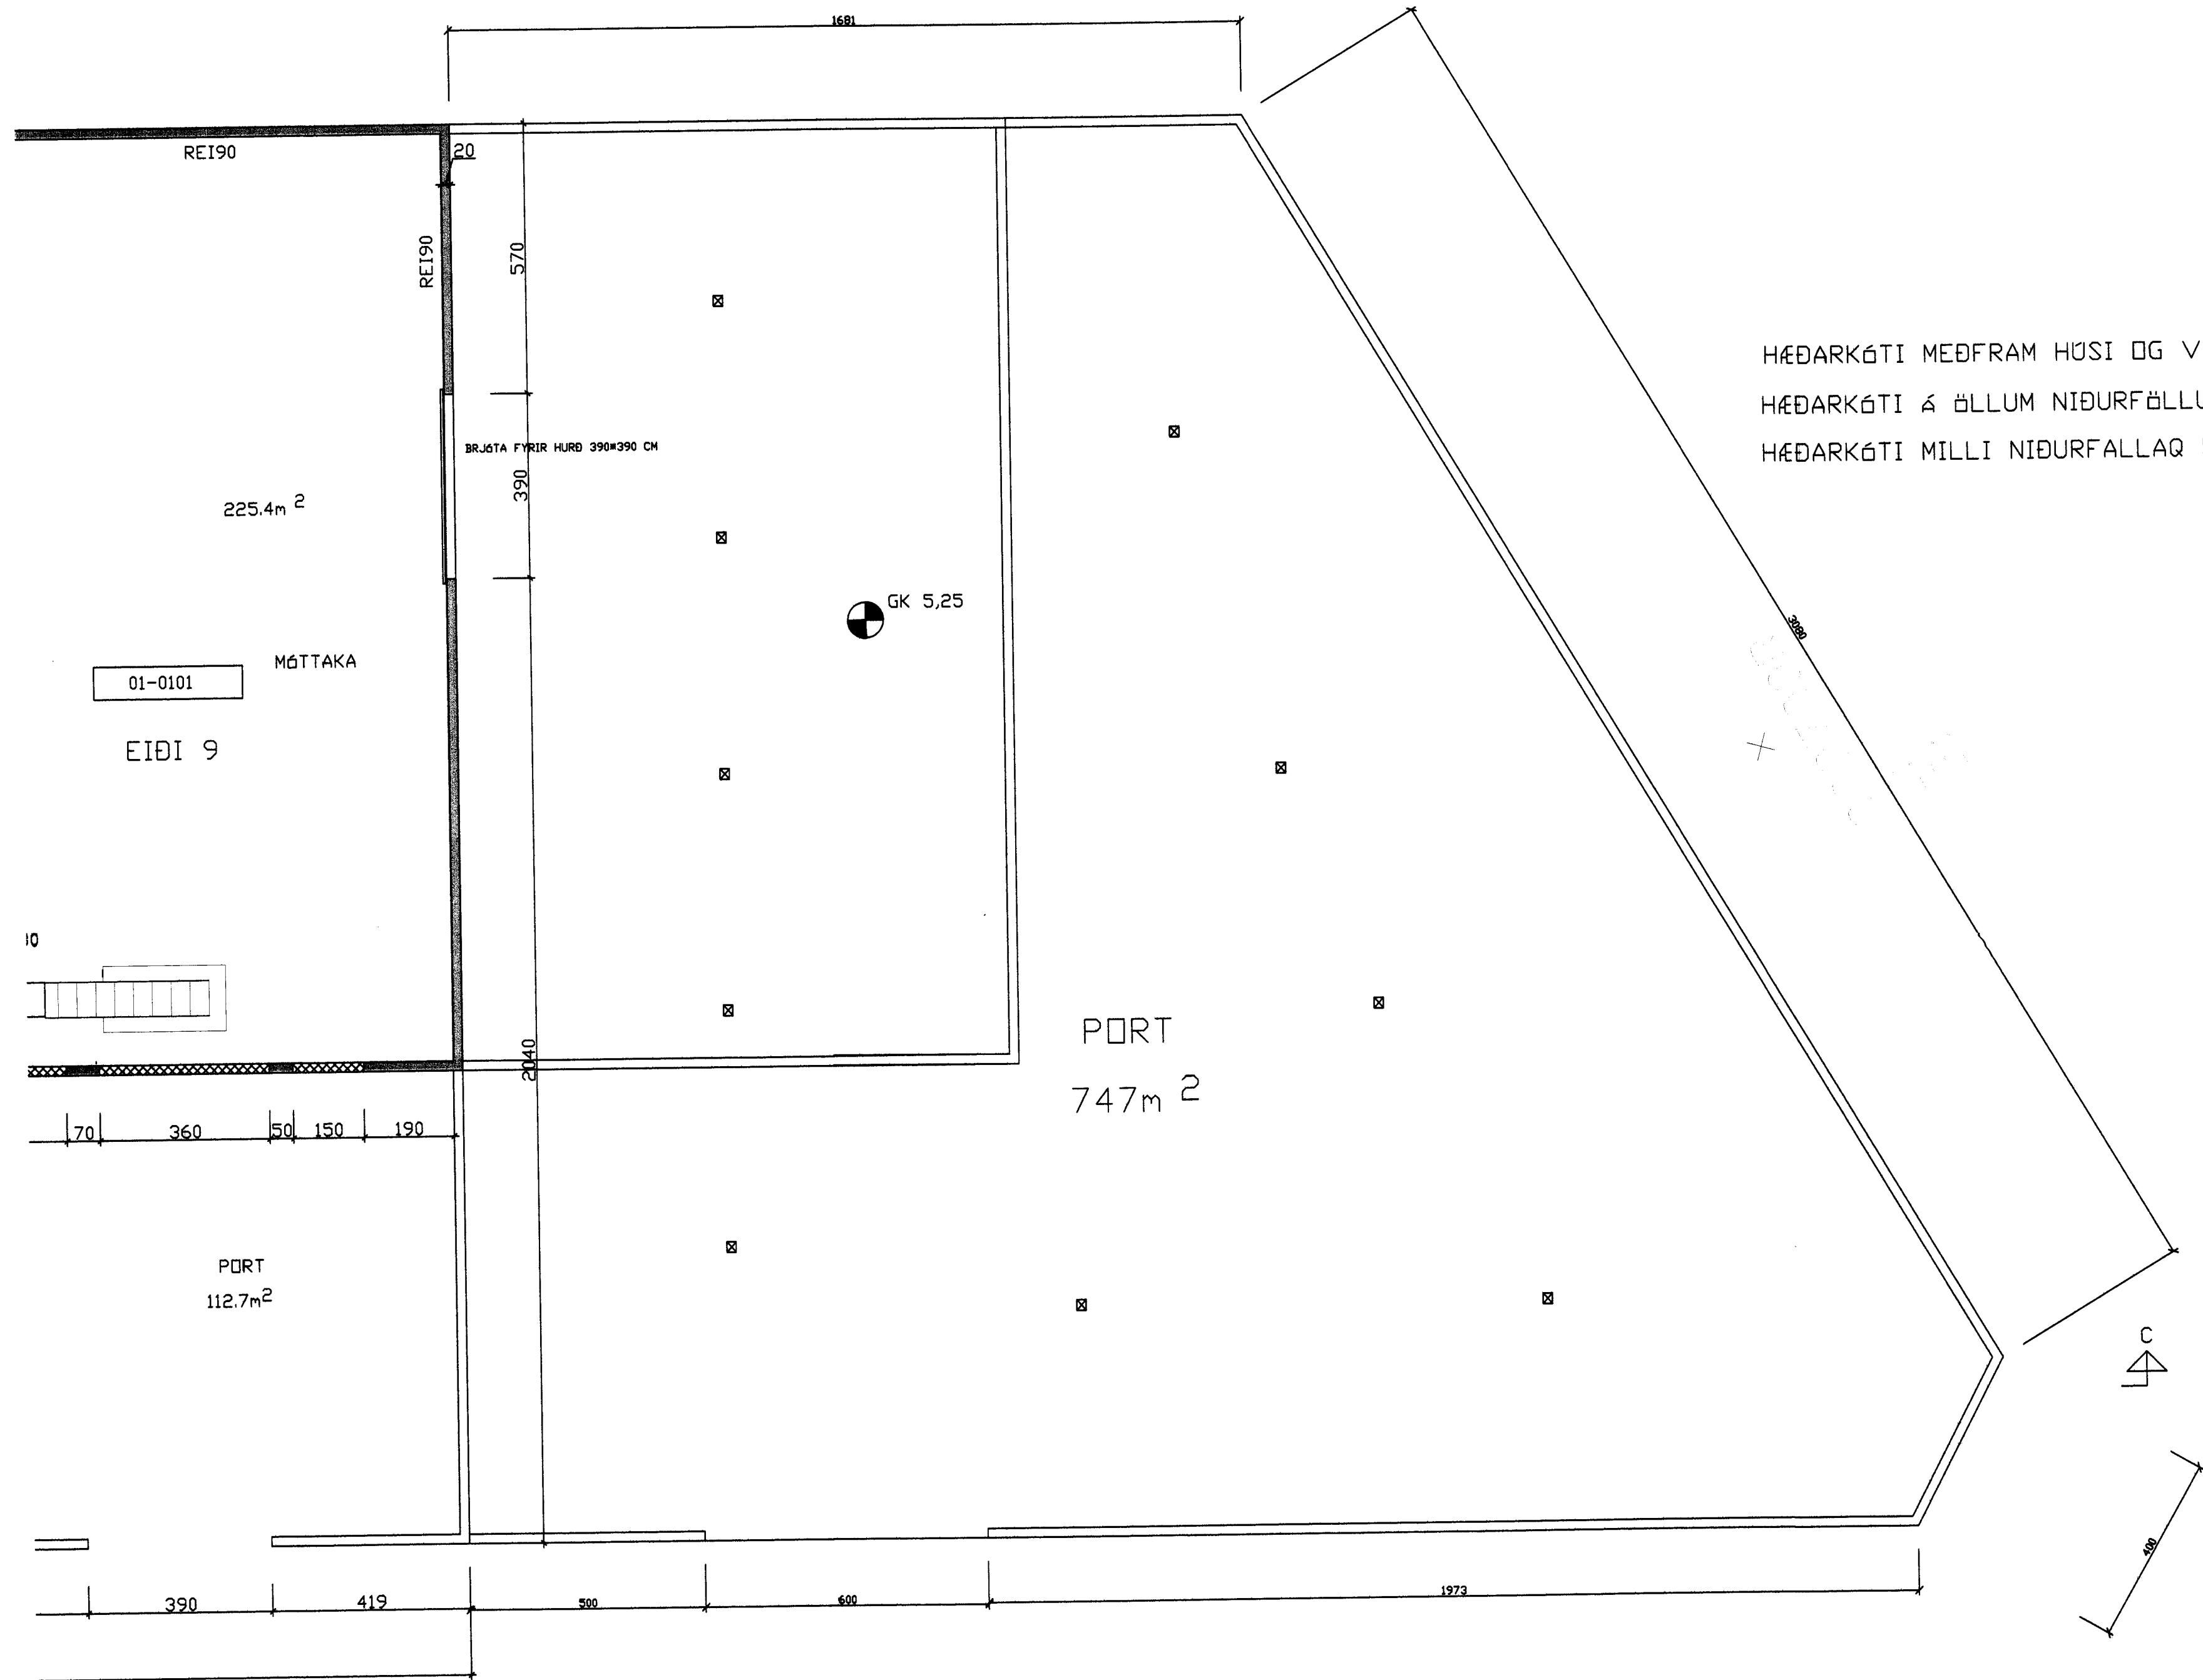 1681
REI90
20
REI90
570
3080
HÆÐARKÓTI MEÐFRAM HÚSI OG V
HÆÐARKÓTI Á ÖLLUM NIÐURFÖLLU
HÆÐARKÓTI MILLI NIÐURFALLAQ
BRJÓTA FYRIR HURÐ 390*390 CM
390
225.4m 2
GK 5,25
MÓTTAKA
01-0101
EIÐI 9
2040
PORT
747m 2
70 360 50 150 190
PORT
112.7m2
C
400
390 419 500 600 1973